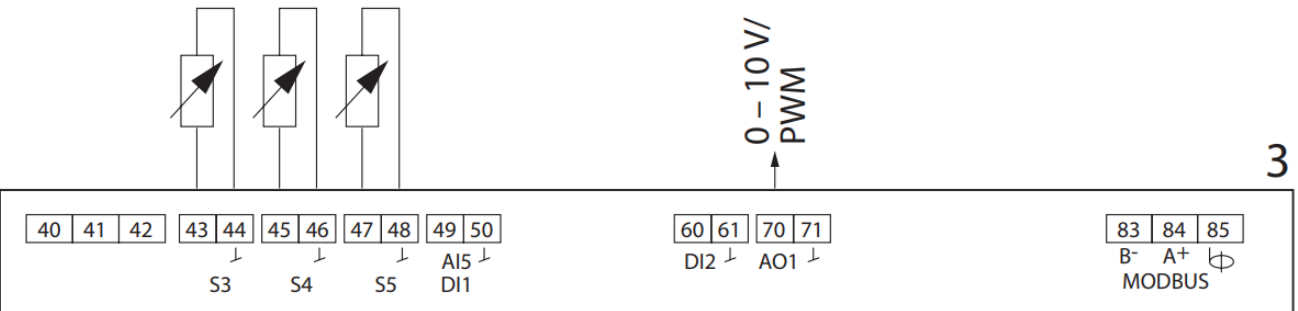 0 – 10 V/
PWM
3
40 41 42 43 44 45 46 47 48 49 50 60 61 70 71 83 84 85
S3 S4 S5 AI5 DI2 AO1 B- A+
DI1 MODBUS